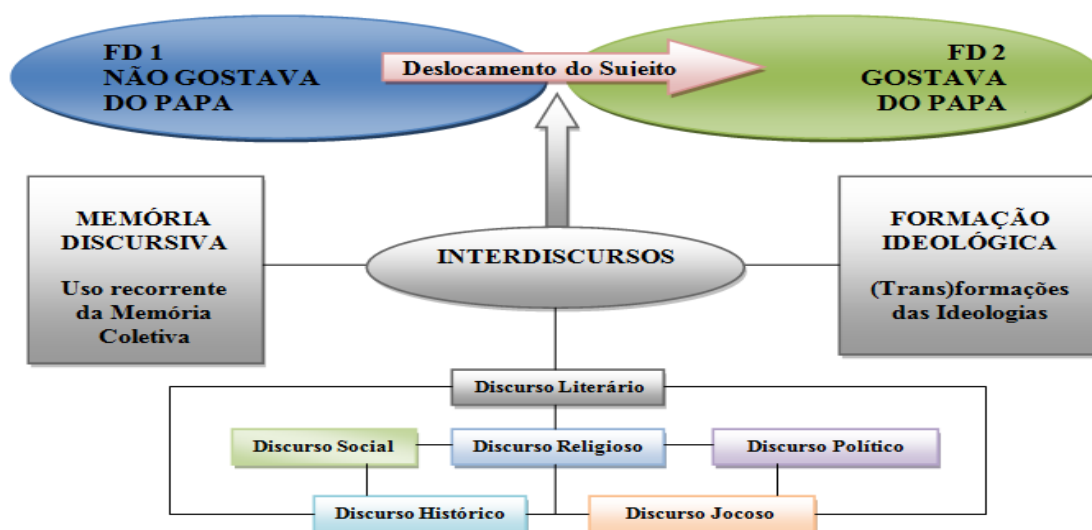 FD 1
NÃO GOSTAVA
DO PAPA
Deslocamento do Sujeito
FD 2
GOSTAVA
DO PAPA
MEMÓRIA
DISCURSIVA
Uso recorrente
da Memória
Coletiva
INTERDISCURSOS
FORMAÇÃO
IDEOLÓGICA
(Trans)formações
das Ideologias
Discurso Literário
Discurso Social
Discurso Religioso
Discurso Político
Discurso Histórico
Discurso Jocoso